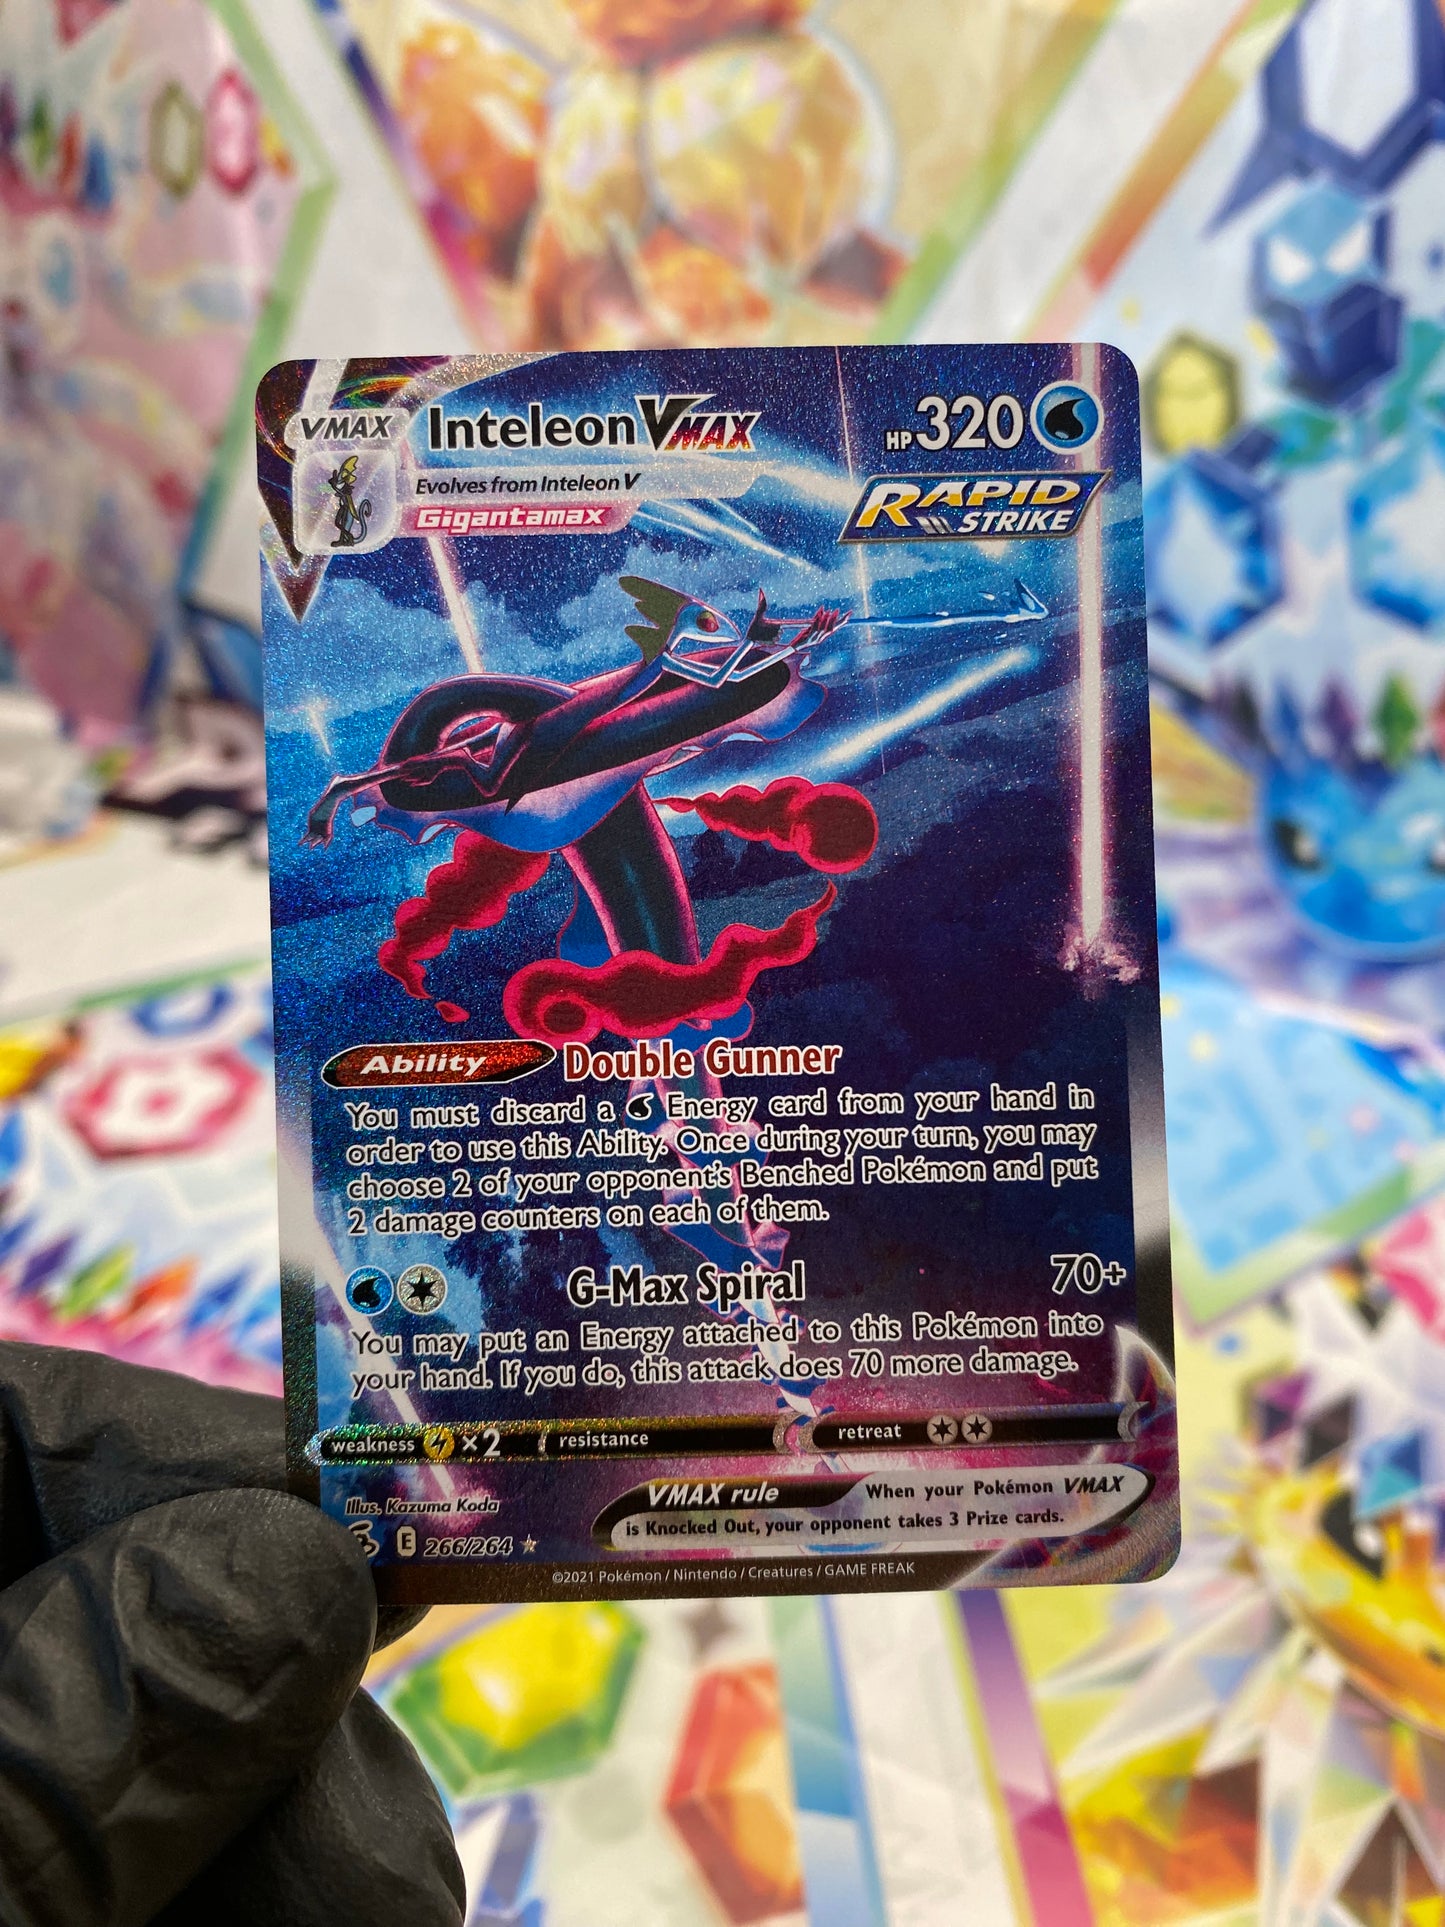 VMAX Inteleon VMAX HP 320
Evolves from Inteleon V
Gigantamax
RAPID
STRIKE
Ability Double Gunner
You must discard a Energy card from your hand in
order to use this Ability. Once during your turn, you may
choose 2 of your opponent's Benched Pokémon and put
2 damage counters on each of them.
G-Max Spiral 70+
You may put an Energy attached to this Pokémon into
your hand. If you do, this attack does 70 more damage.
weakness ×2 resistance retreat
VMAX rule When your Pokémon VMAX
is Knocked Out, your opponent takes 3 Prize cards.
Illus. Kazuma Koda
E 266/264
©2021 Pokémon / Nintendo / Creatures / GAME FREAK